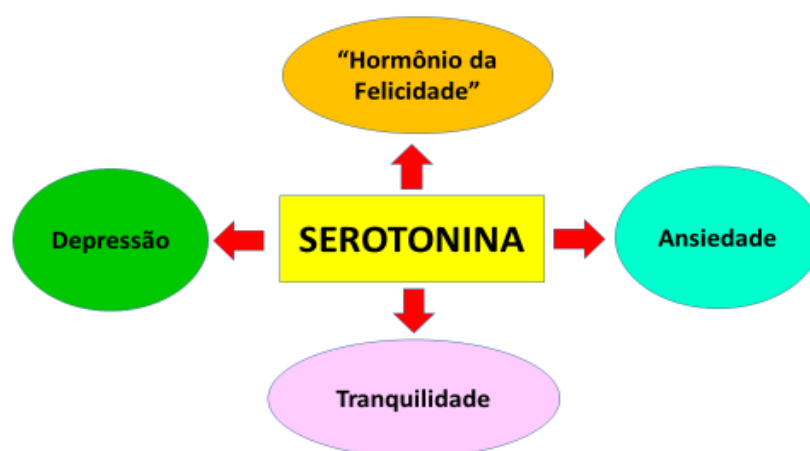 “Hormônio da
Felicidade”
Depressão
SEROTONINA
Ansiedade
Tranquilidade